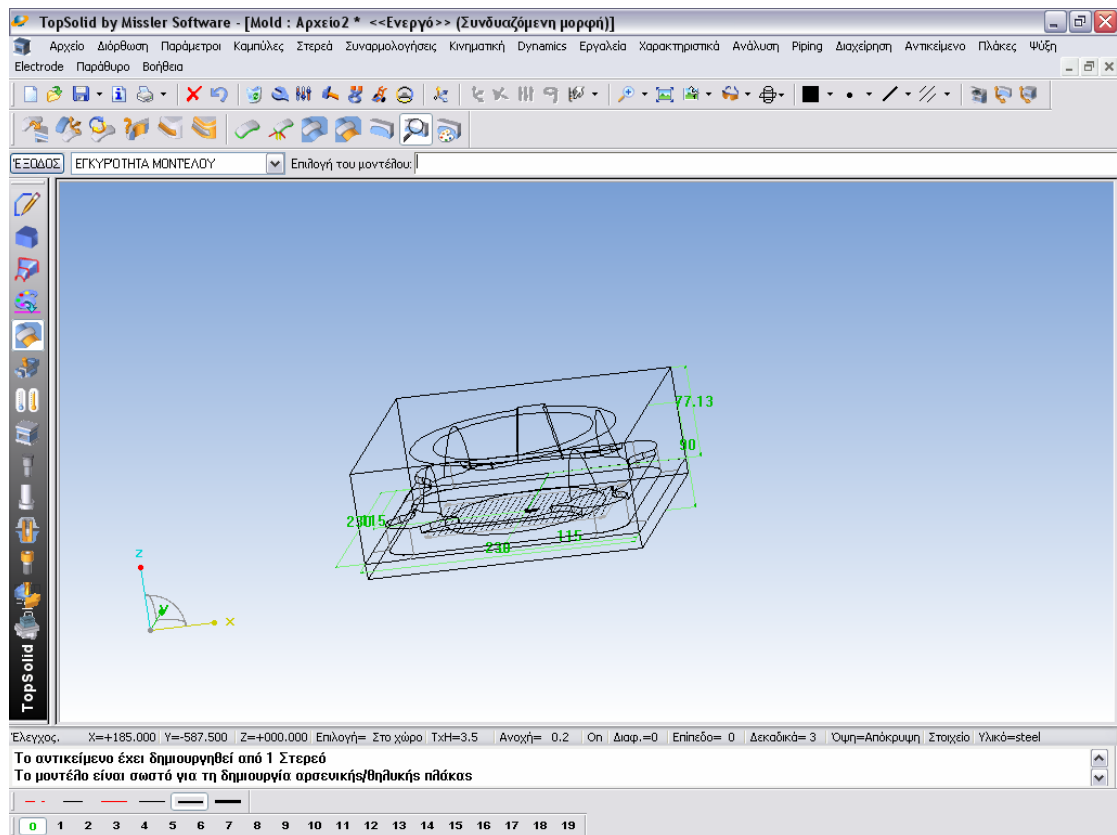 TopSolid by Missler Software - [Mold : Αρχείο2 * <<Ενεργό>> (Συνδυαζόμενη μορφή)]
Αρχείο Διόρθωση Παράμετροι Καμπύλες Στερεά Συναρμολογήσεις Κινηματική Dynamics Εργαλεία Χαρακτηριστικά Ανάλυση Piping Διαχείρηση Αντικείμενο Πλάκες Ψύξη
Electrode Παράθυρο Βοήθεια
ΈΞΟΔΟΣ ΕΓΚΥΡΌΤΗΤΑ ΜΟΝΤΈΛΟΥ Επιλογή του μοντέλου:
77.13
90
230
115
230
115
z
y
x
TopSolid
Έλεγχος. X=+185.000 Y=-587.500 Z=+000.000 Επιλογή= Στο χώρο TxH=3.5 Ανοχή= 0.2 On Διαφ.=0 Επίπεδο= 0 Δεκαδικά= 3 Όψη=Απόκρυψη Στοιχείο Υλικό=steel
Το αντικείμενο έχει δημιουργηθεί από 1 Στερεό
Το μοντέλο είναι σωστό για τη δημιουργία αρσενικής/θηλυκής πλάκας
0 1 2 3 4 5 6 7 8 9 10 11 12 13 14 15 16 17 18 19